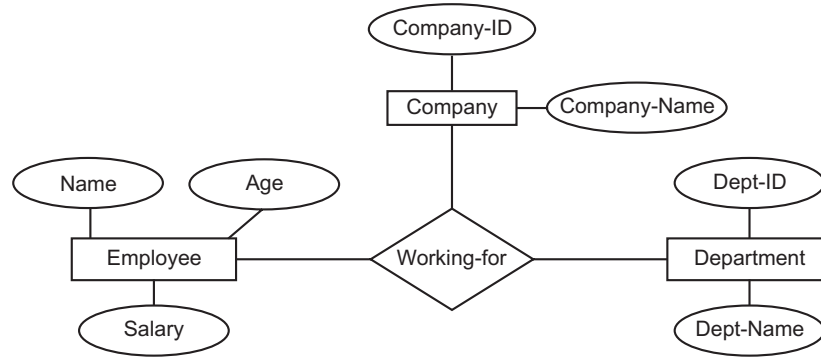 Company-ID
Company
Company-Name
Name
Age
Dept-ID
Employee
Working-for
Department
Salary
Dept-Name